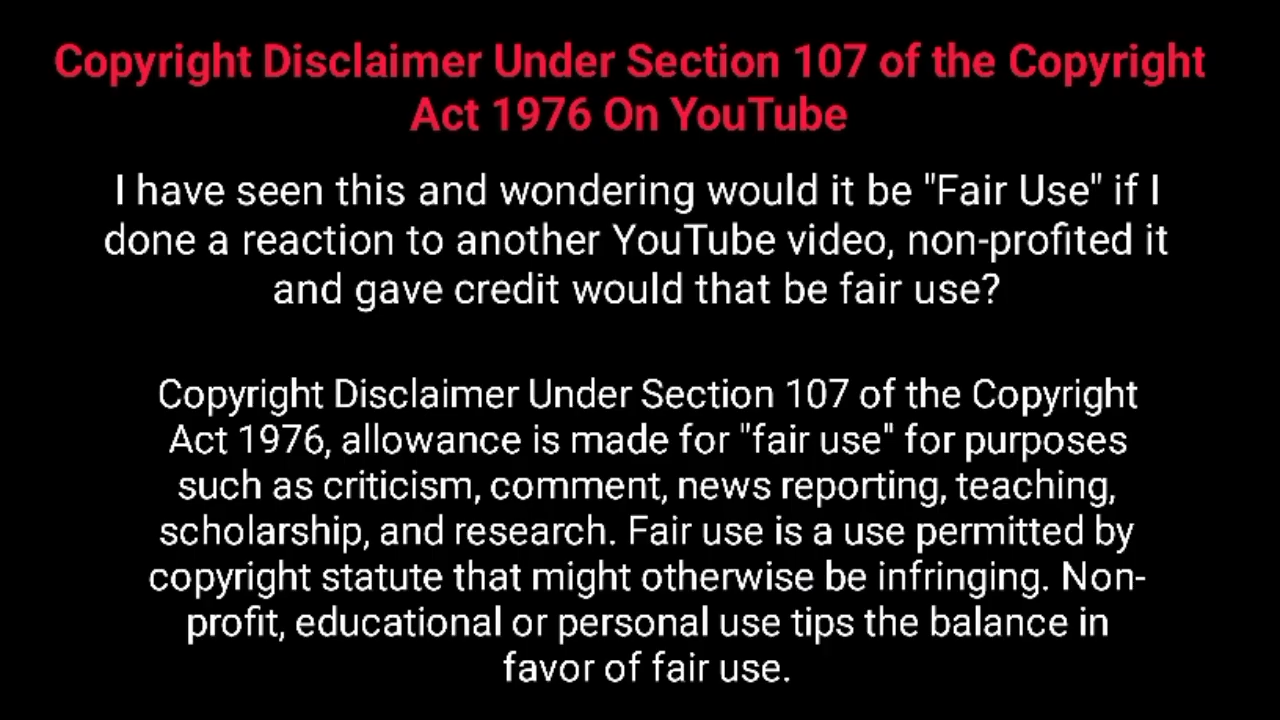 Copyright Disclaimer Under Section 107 of the Copyright
Act 1976 On YouTube
I have seen this and wondering would it be "Fair Use" if I
done a reaction to another YouTube video, non-profited it
and gave credit would that be fair use?
Copyright Disclaimer Under Section 107 of the Copyright
Act 1976, allowance is made for "fair use" for purposes
such as criticism, comment, news reporting, teaching,
scholarship, and research. Fair use is a use permitted by
copyright statute that might otherwise be infringing. Non-
profit, educational or personal use tips the balance in
favor of fair use.